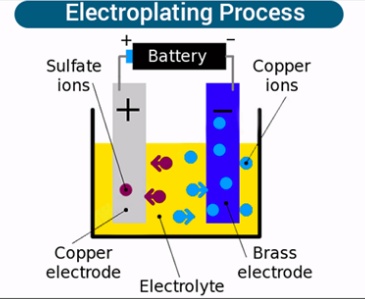 Electroplating Process
+
Battery
−
Sulfate
ions
Copper
ions
+
−
Copper
electrode
Electrolyte
Brass
electrode